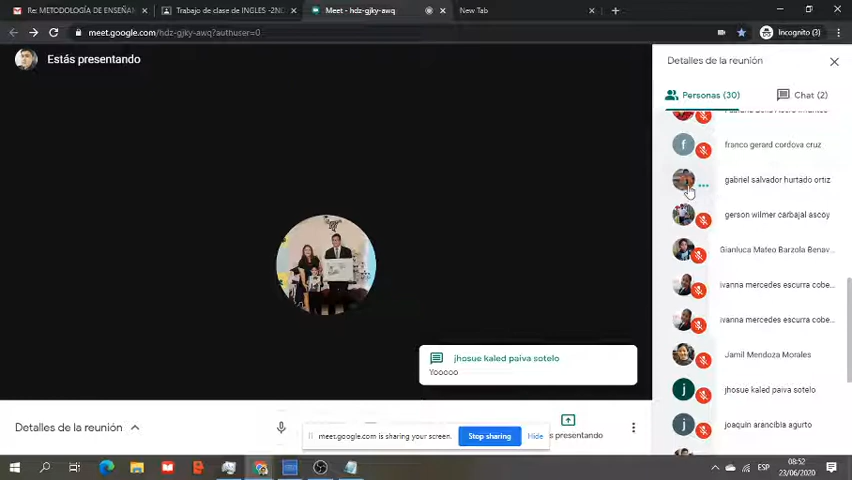 Re: METODOLOGÍA DE ENSEÑAN
Trabajo de clase de INGLES -2ND
Meet - hdz-gjky-awq
New Tab
meet.google.com/hdz-gjky-awq?authuser=0
Incognito (3)
Estás presentando
Detalles de la reunión
Personas (30)
Chat (2)
franco gerard cordova cruz
gabriel salvador hurtado ortiz
gerson wilmer carbajal ascoy
Gianluca Mateo Barzola Benav...
ivanna mercedes escurra cobe...
ivanna mercedes escurra cobe...
Jamil Mendoza Morales
jhosue kaled paiva sotelo
joaquin arancibia agurto
jhosue kaled paiva sotelo
Yooooo
Detalles de la reunión
meet.google.com is sharing your screen.
Stop sharing
Hide
s presentando
ESP
08:52
23/06/2020